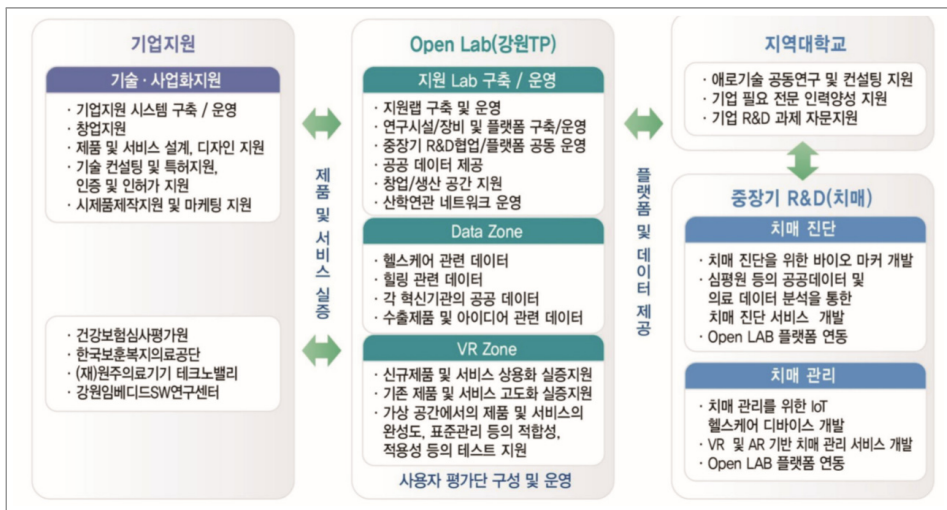 기업지원
기술 · 사업화지원
· 기업지원 시스템 구축 / 운영
· 창업지원
· 제품 및 서비스 설계, 디자인 지원
· 기술 컨설팅 및 특허지원,
인증 및 인허가 지원
· 시제품제작지원 및 마케팅 지원
· 건강보험심사평가원
· 한국보훈복지의료공단
· (재)원주의료기기 테크노밸리
· 강원임베디드SW연구센터
제품 및 서비스 실증
Open Lab(강원TP)
지원 Lab 구축 / 운영
· 지원랩 구축 및 운영
· 연구시설/장비 및 플랫폼 구축/운영
· 중장기 R&D협업/플랫폼 공동 운영
· 공공 데이터 제공
· 창업/생산 공간 지원
· 산학연관 네트워크 운영
Data Zone
· 헬스케어 관련 데이터
· 힐링 관련 데이터
· 각 혁신기관의 공공 데이터
· 수출제품 및 아이디어 관련 데이터
VR Zone
· 신규제품 및 서비스 상용화 실증지원
· 기존 제품 및 서비스 고도화 실증지원
· 가상 공간에서의 제품 및 서비스의
완성도, 표준관리 등의 적합성,
적용성 등의 테스트 지원
사용자 평가단 구성 및 운영
플랫폼 및 데이터 제공
지역대학교
· 애로기술 공동연구 및 컨설팅 지원
· 기업 필요 전문 인력양성 지원
· 기업 R&D 과제 자문지원
중장기 R&D(치매)
치매 진단
· 치매 진단을 위한 바이오 마커 개발
· 심평원 등의 공공데이터 및
의료 데이터 분석을 통한
치매 진단 서비스 개발
· Open LAB 플랫폼 연동
치매 관리
· 치매 관리를 위한 IoT
헬스케어 디바이스 개발
· VR 및 AR 기반 치매 관리 서비스 개발
· Open LAB 플랫폼 연동